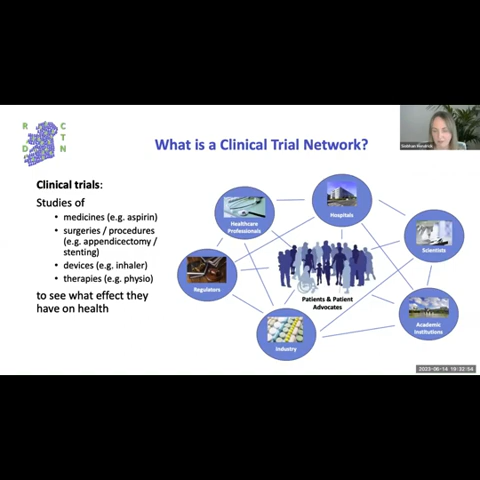 R C
T
D N
What is a Clinical Trial Network?
Clinical trials:
Studies of
• medicines (e.g. aspirin)
• surgeries / procedures
(e.g. appendicectomy /
stenting)
• devices (e.g. inhaler)
• therapies (e.g. physio)
to see what effect they
have on health
Hospitals
Healthcare
Professionals
Scientists
Regulators
Patients & Patient
Advocates
Academic
Institutions
Industry
2023-06-14 19:32:54